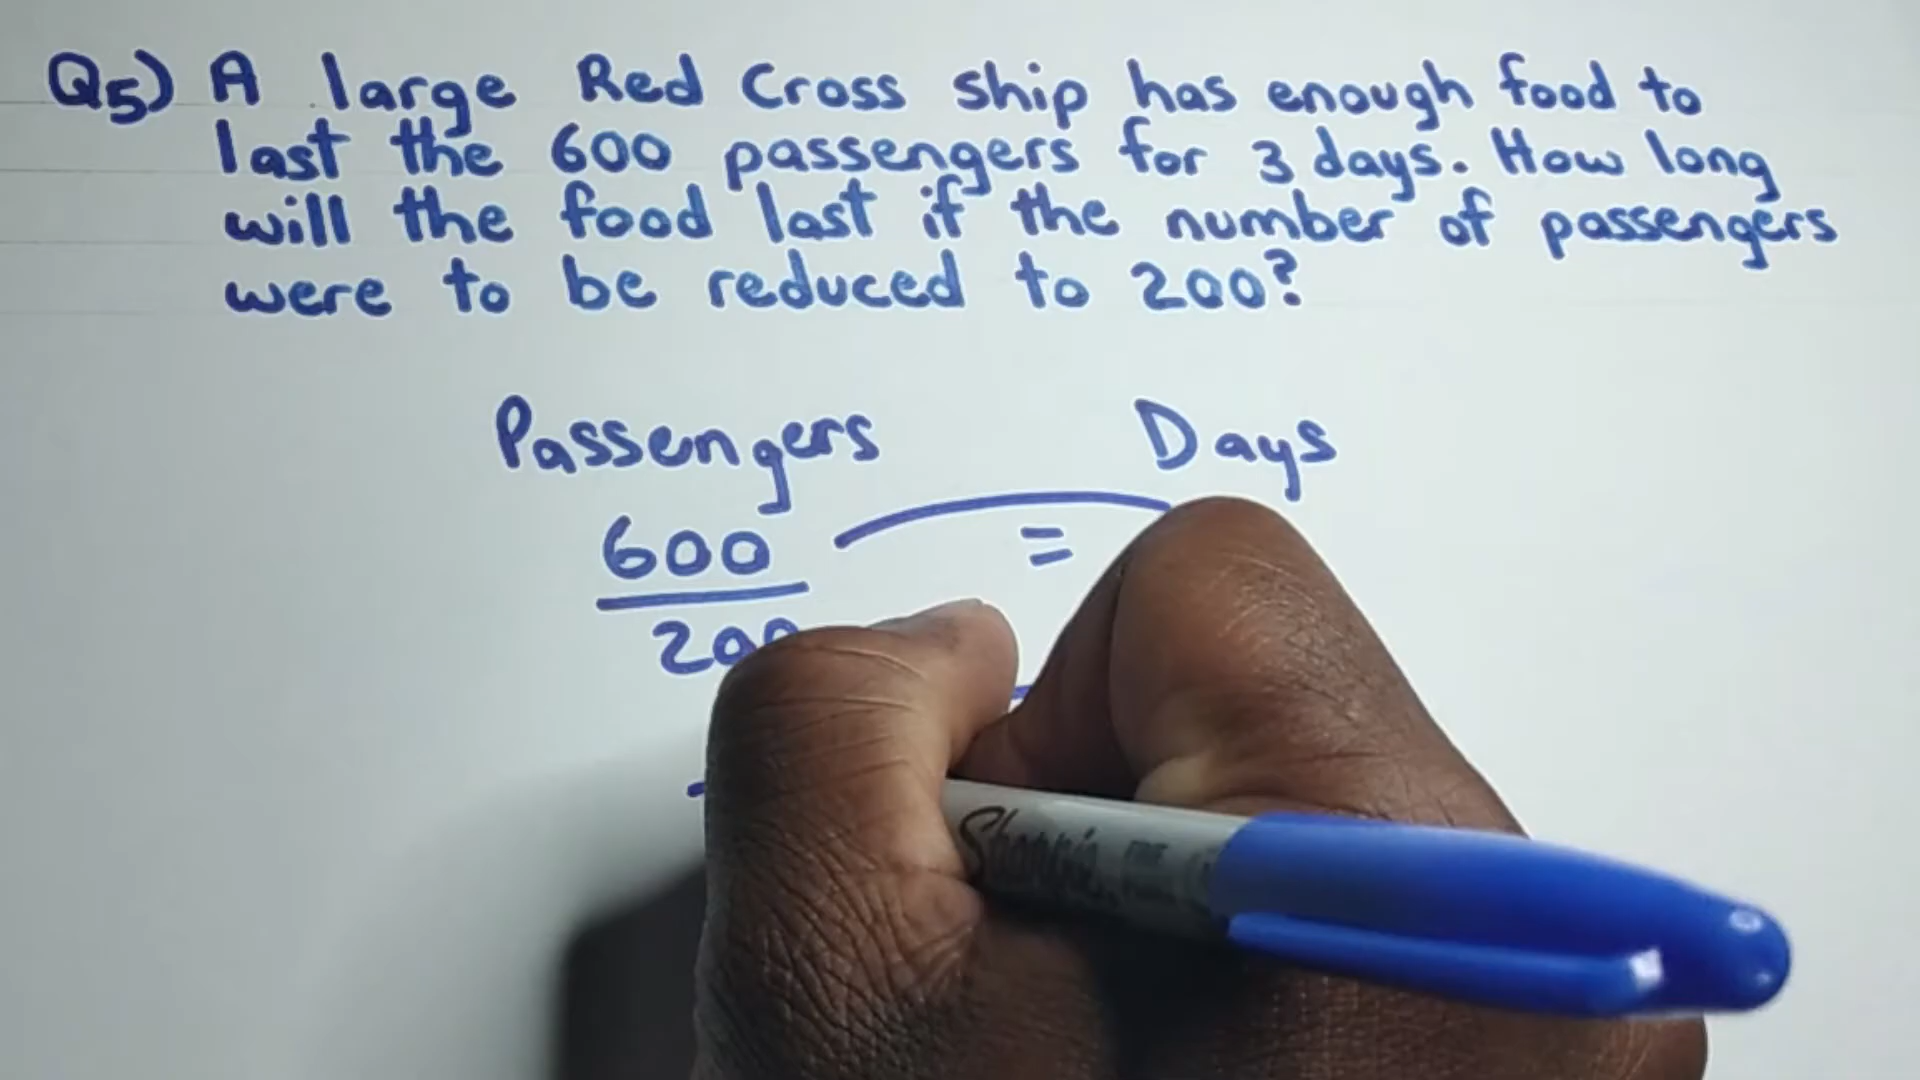 Q5) A large Red Cross ship has enough food to
last the 600 passengers for 3 days. How long
will the food last if the number of passengers
were to be reduced to 200?
Passengers Days
600 =
200
Sharpie